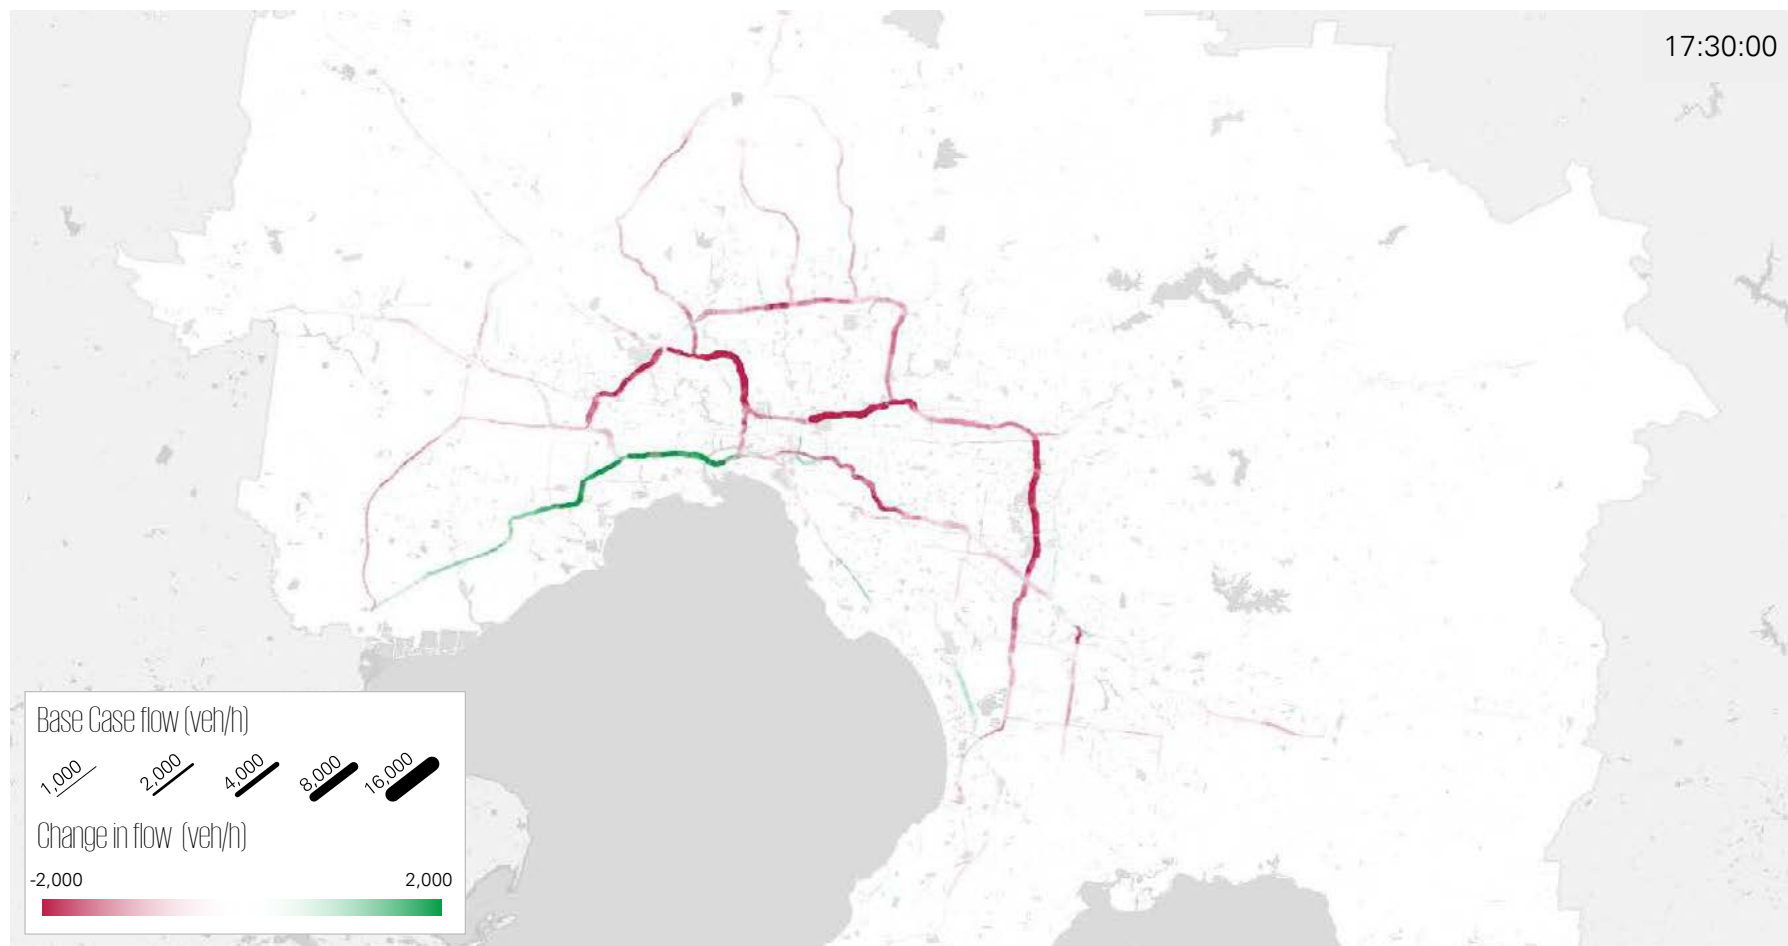 17:30:00
Base Case flow (veh/h)
1,000 2,000 4,000 8,000 16,000
Change in flow (veh/h)
-2,000 2,000